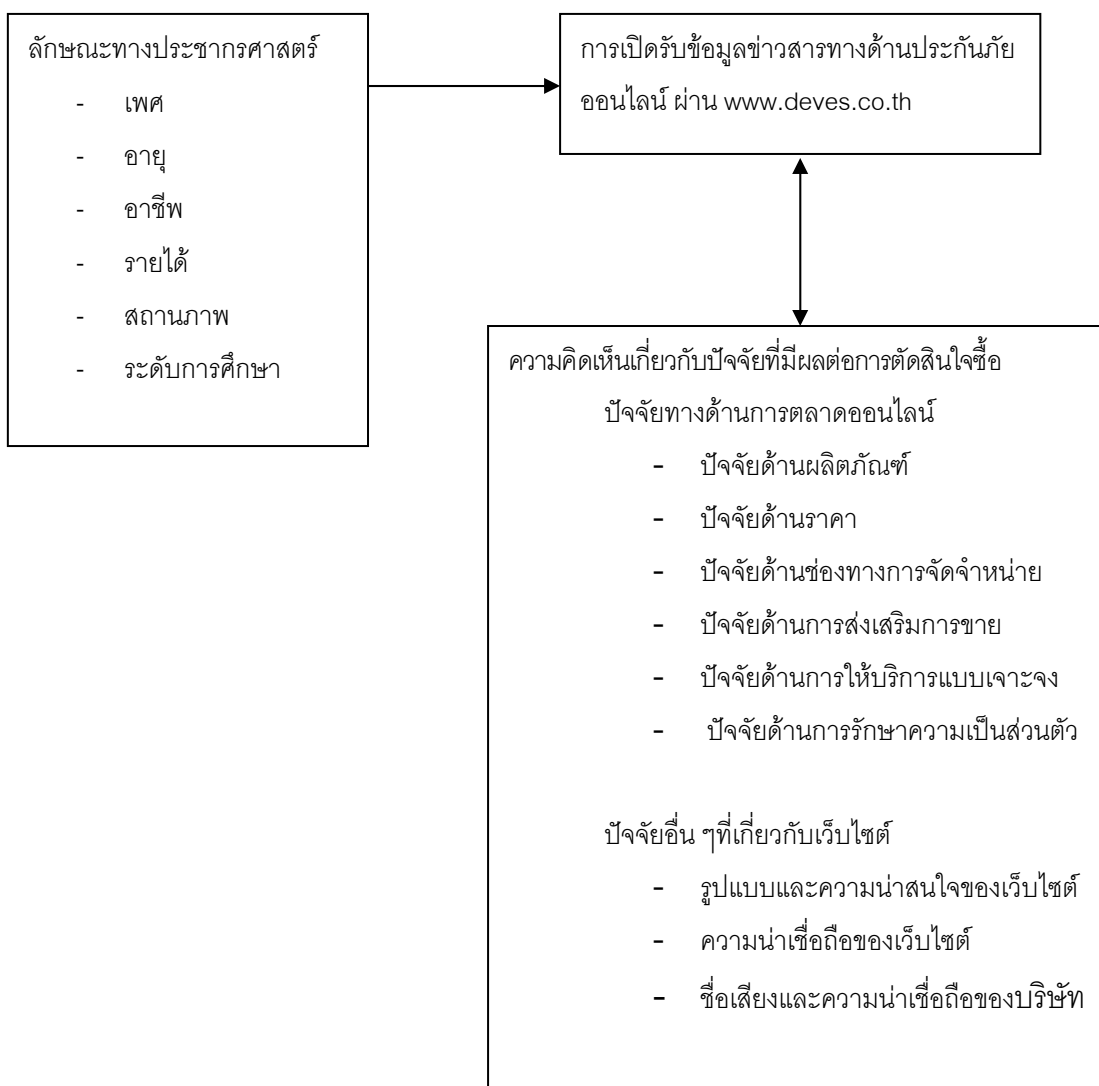 ลักษณะทางประชากรศาสตร์
- เพศ
- อายุ
- อาชีพ
- รายได้
- สถานภาพ
- ระดับการศึกษา
การเปิดรับข้อมูลข่าวสารทางด้านประกันภัย
ออนไลน์ ผ่าน www.deves.co.th
ความคิดเห็นเกี่ยวกับปัจจัยที่มีผลต่อการตัดสินใจซื้อ
ปัจจัยทางด้านการตลาดออนไลน์
- ปัจจัยด้านผลิตภัณฑ์
- ปัจจัยด้านราคา
- ปัจจัยด้านช่องทางการจัดจำหน่าย
- ปัจจัยด้านการส่งเสริมการขาย
- ปัจจัยด้านการให้บริการแบบเจาะจง
- ปัจจัยด้านการรักษาความเป็นส่วนตัว
ปัจจัยอื่น ๆที่เกี่ยวกับเว็บไซต์
- รูปแบบและความน่าสนใจของเว็บไซต์
- ความน่าเชื่อถือของเว็บไซต์
- ชื่อเสียงและความน่าเชื่อถือของบริษัท